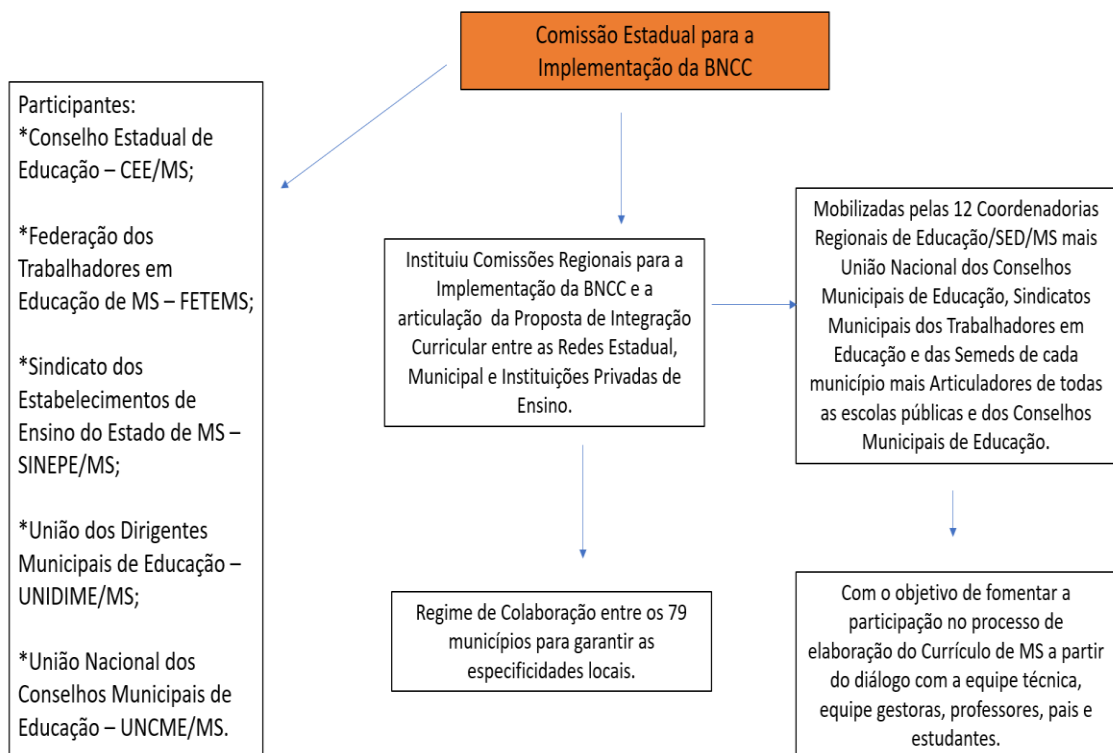 Comissão Estadual para a
Implementação da BNCC
Participantes:
*Conselho Estadual de
Educação – CEE/MS;
*Federação dos
Trabalhadores em
Educação de MS – FETEMS;
*Sindicato dos
Estabelecimentos de
Ensino do Estado de MS –
SINEPE/MS;
*União dos Dirigentes
Municipais de Educação –
UNIDIME/MS;
*União Nacional dos
Conselhos Municipais de
Educação – UNCME/MS.
Instituiu Comissões Regionais para a
Implementação da BNCC e a
articulação da Proposta de Integração
Curricular entre as Redes Estadual,
Municipal e Instituições Privadas de
Ensino.
Mobilizadas pelas 12 Coordenadorias
Regionais de Educação/SED/MS mais
União Nacional dos Conselhos
Municipais de Educação, Sindicatos
Municipais dos Trabalhadores em
Educação e das Semeds de cada
município mais Articuladores de todas
as escolas públicas e dos Conselhos
Municipais de Educação.
Regime de Colaboração entre os 79
municípios para garantir as
especificidades locais.
Com o objetivo de fomentar a
participação no processo de
elaboração do Currículo de MS a partir
do diálogo com a equipe técnica,
equipe gestoras, professores, pais e
estudantes.